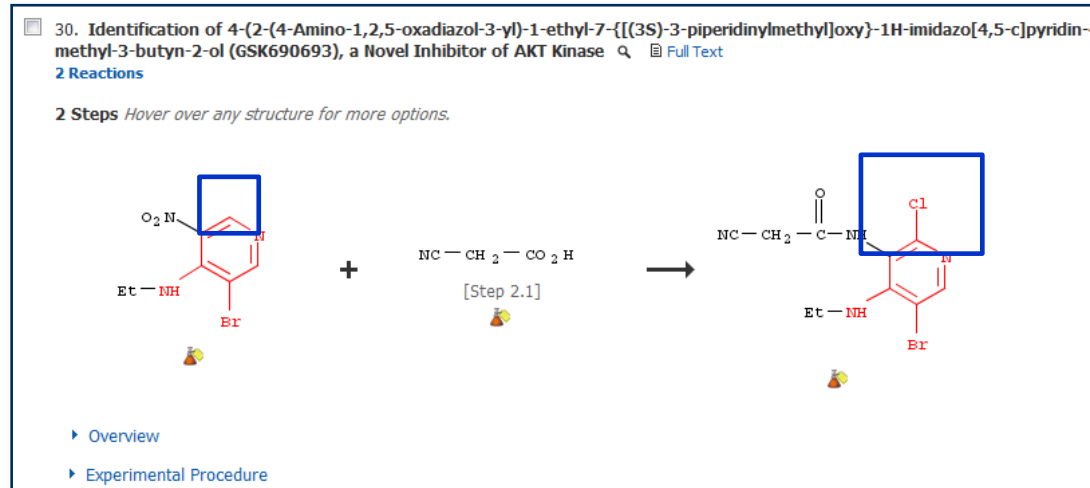 30. Identification of 4-(2-(4-Amino-1,2,5-oxadiazol-3-yl)-1-ethyl-7-{[(3S)-3-piperidinylmethyl]oxy}-1H-imidazo[4,5-c]pyridin-4
methyl-3-butyn-2-ol (GSK690693), a Novel Inhibitor of AKT Kinase Full Text
2 Reactions
2 Steps Hover over any structure for more options.
O2N
N
Et—NH
Br
+
NC—CH2—CO2H
[Step 2.1]
O
Cl
NC—CH2—C—NH
N
Et—NH
Br
Overview
Experimental Procedure